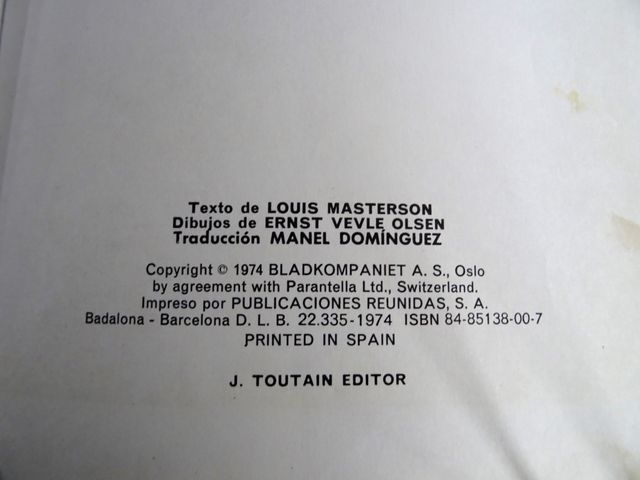 Texto de LOUIS MASTERSON
Dibujos de ERNST VEVLE OLSEN
Traducción MANEL DOMÍNGUEZ
Copyright © 1974 BLADKOMPANIET A. S., Oslo
by agreement with Parantella Ltd., Switzerland.
Impreso por PUBLICACIONES REUNIDAS, S. A.
Badalona - Barcelona D. L. B. 22.335-1974 ISBN 84-85138-00-7
PRINTED IN SPAIN
J. TOUTAIN EDITOR